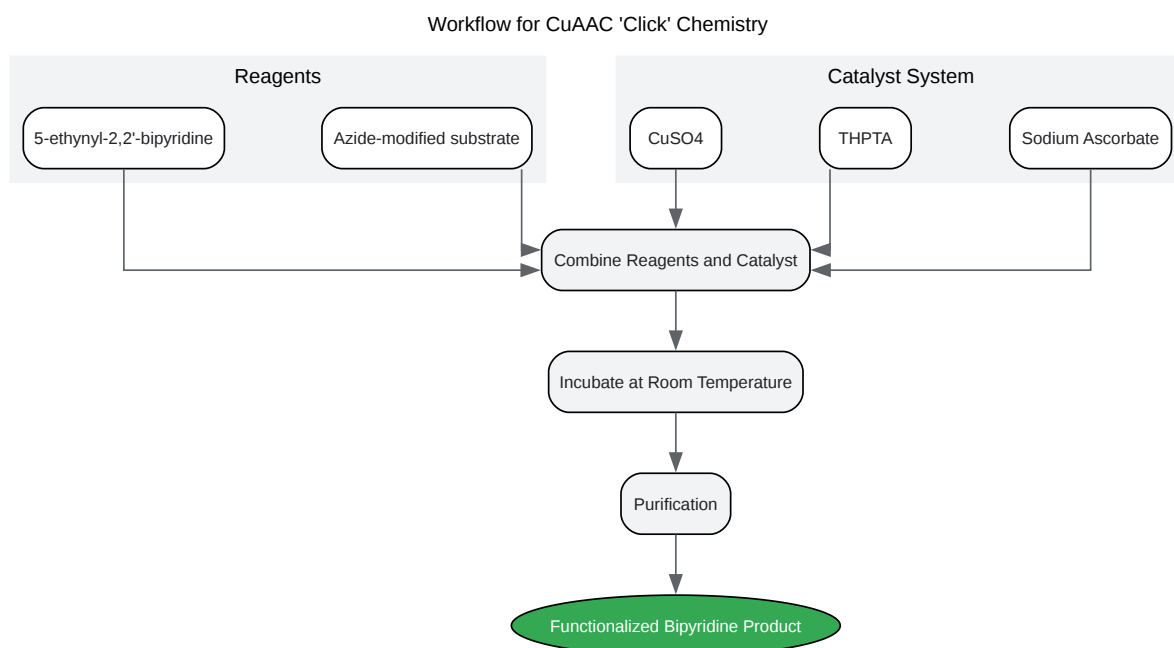 Workflow for CuAAC 'Click' Chemistry
Reagents
Catalyst System
5-ethynyl-2,2'-bipyridine
Azide-modified substrate
CuSO4
THPTA
Sodium Ascorbate
Combine Reagents and Catalyst
Incubate at Room Temperature
Purification
Functionalized Bipyridine Product